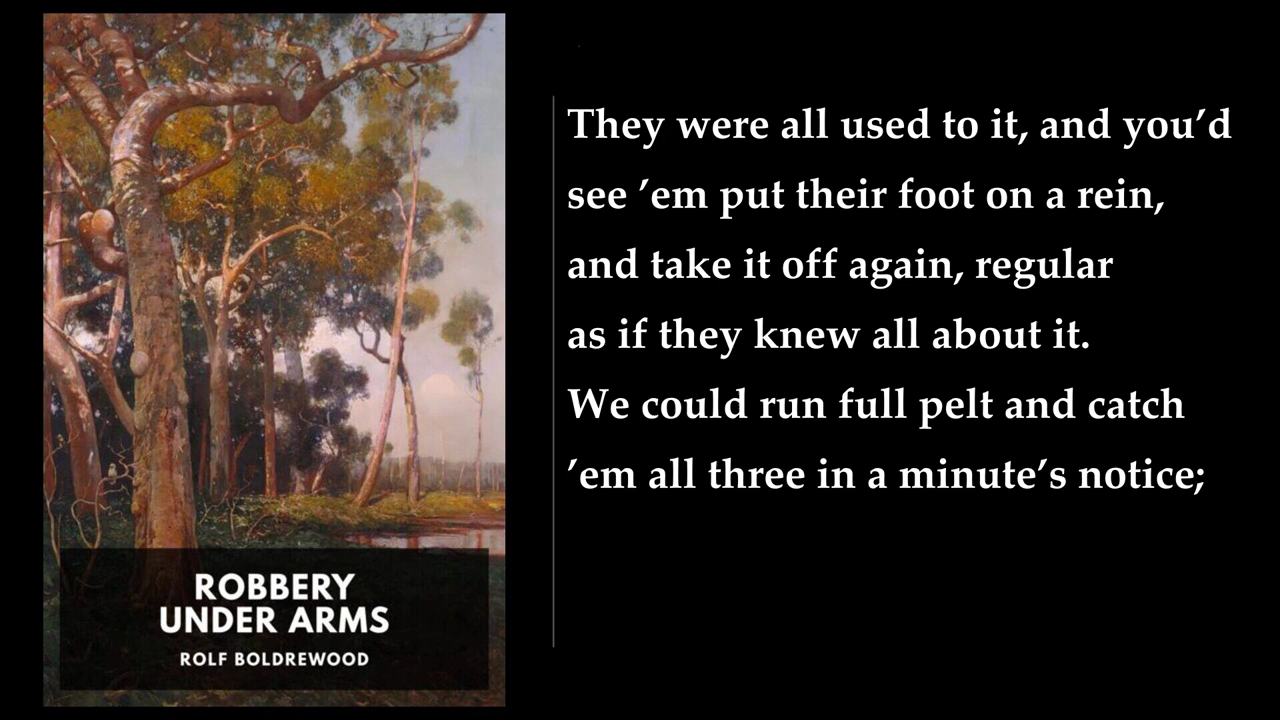 They were all used to it, and you’d
see ’em put their foot on a rein,
and take it off again, regular
as if they knew all about it.
We could run full pelt and catch
’em all three in a minute’s notice;
ROBBERY
UNDER ARMS
ROLF BOLDREWOOD